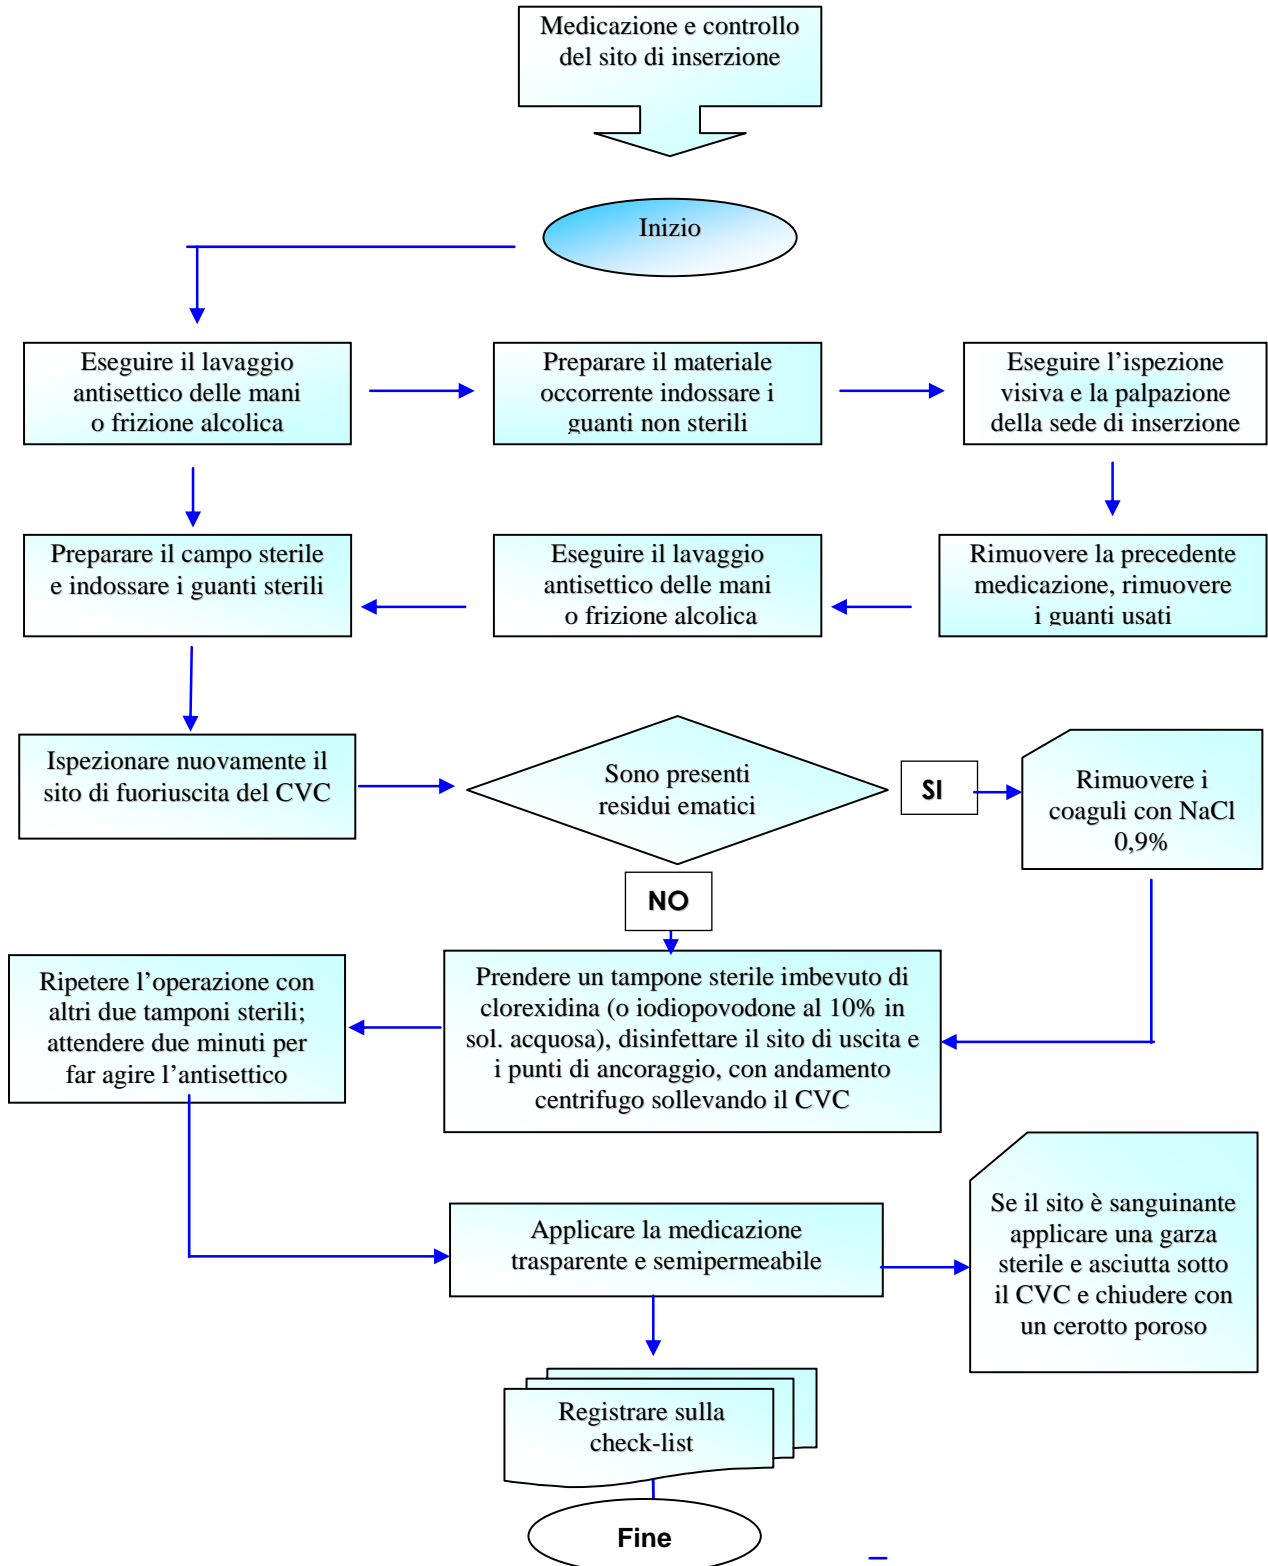 Medicazione e controllo
del sito di inserzione
Inizio
Eseguire il lavaggio
antisettico delle mani
o frizione alcolica
Preparare il materiale
occorrente indossare i
guanti non sterili
Eseguire l’ispezione
visiva e la palpazione
della sede di inserzione
Preparare il campo sterile
e indossare i guanti sterili
Eseguire il lavaggio
antisettico delle mani
o frizione alcolica
Rimuovere la precedente
medicazione, rimuovere
i guanti usati
Ispezionare nuovamente il
sito di fuoriuscita del CVC
Sono presenti
residui ematici
SI
Rimuovere i
coaguli con NaCl
0,9%
NO
Prendere un tampone sterile imbevuto di
clorexidina (o iodiopovodone al 10% in
sol. acquosa), disinfettare il sito di uscita e
i punti di ancoraggio, con andamento
centrifugo sollevando il CVC
Ripetere l’operazione con
altri due tamponi sterili;
attendere due minuti per
far agire l’antisettico
Applicare la medicazione
trasparente e semipermeabile
Se il sito è sanguinante
applicare una garza
sterile e asciutta sotto
il CVC e chiudere con
un cerotto poroso
Registrare sulla
check-list
Fine